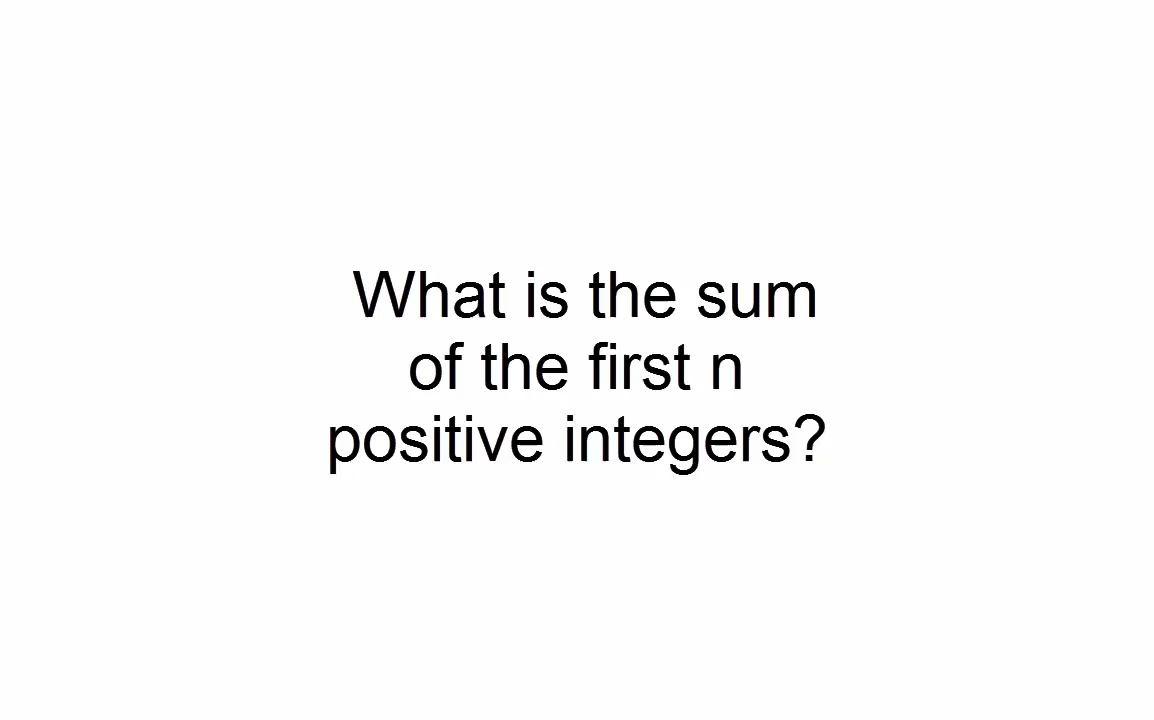 What is the sum
of the first n
positive integers?